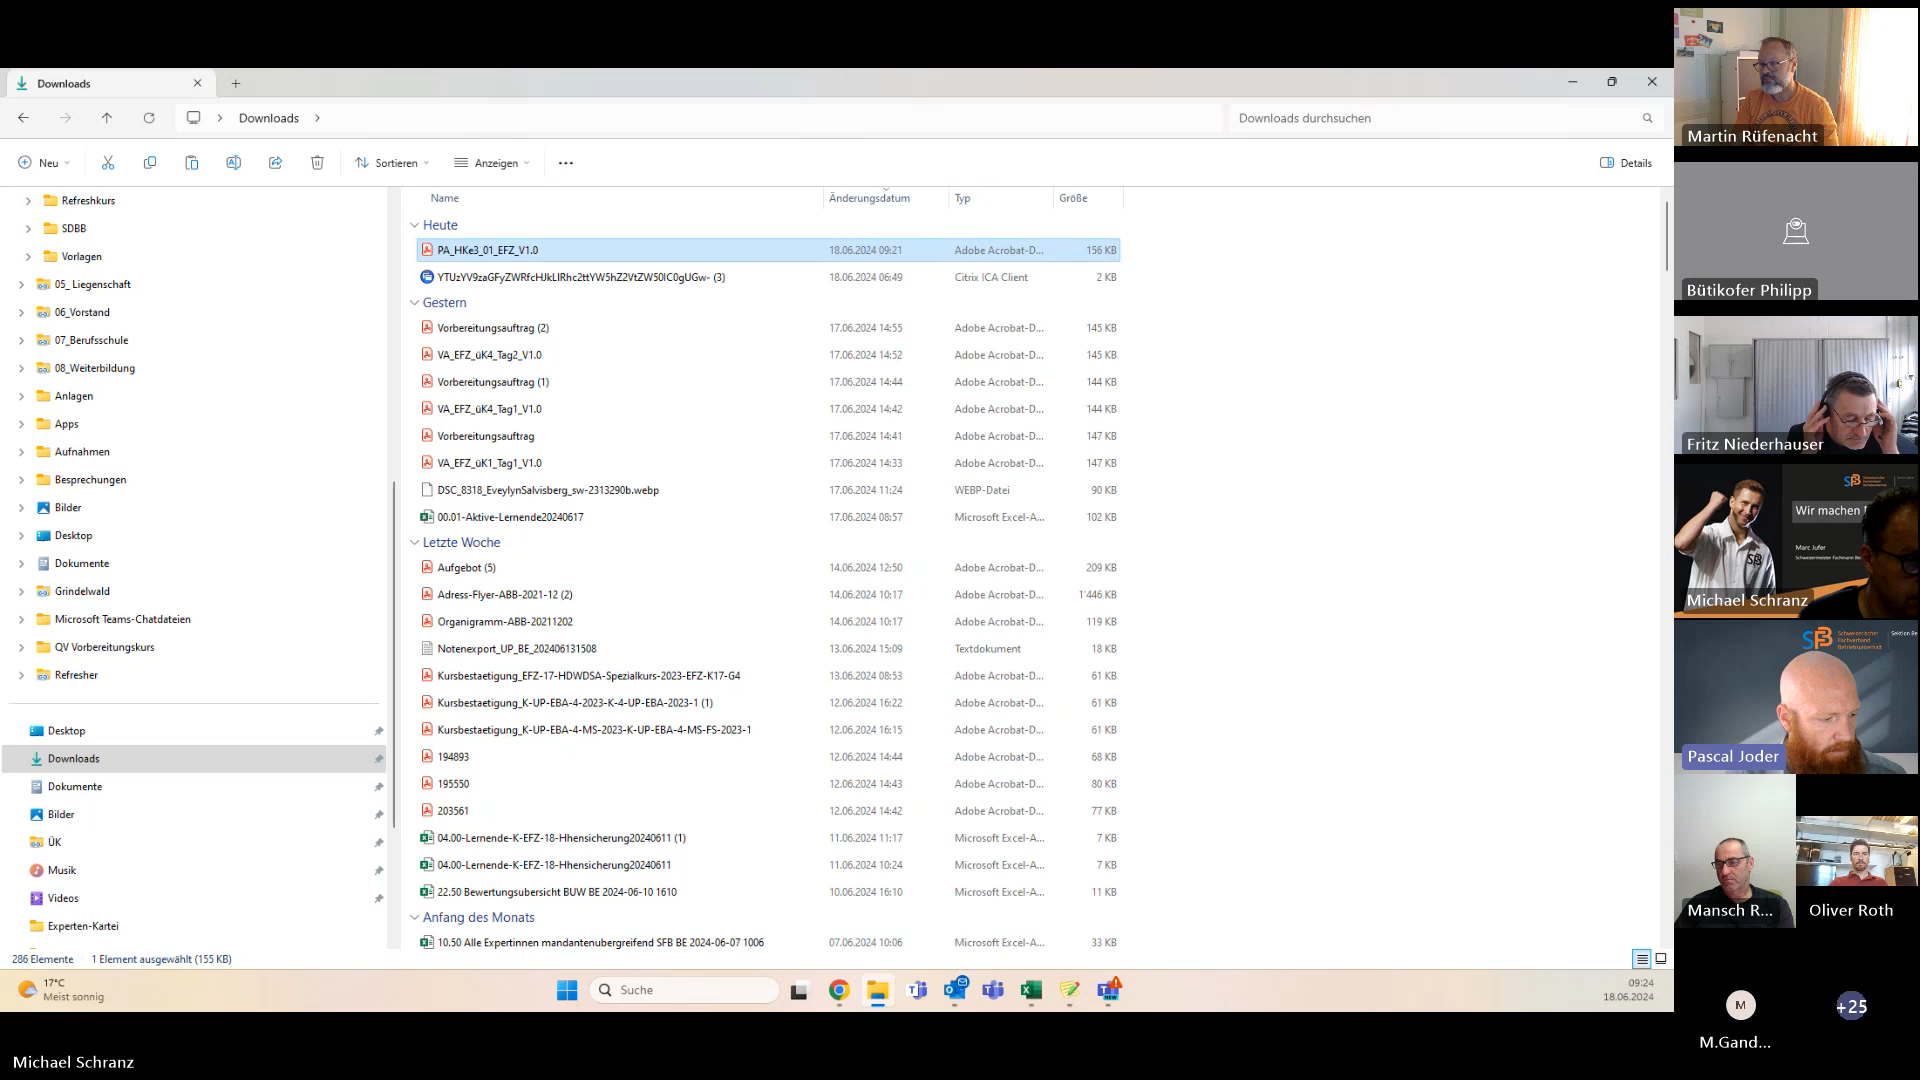 Downloads
Downloads
Downloads durchsuchen
Neu
Sortieren
Anzeigen
Details
Refreshkurs
SDBB
Vorlagen
05_ Liegenschaft
06_Vorstand
07_Berufsschule
08_Weiterbildung
Anlagen
Apps
Aufnahmen
Besprechungen
Bilder
Desktop
Dokumente
Grindelwald
Microsoft Teams-Chatdateien
QV Vorbereitungskurs
Refresher
Desktop
Downloads
Dokumente
Bilder
ÜK
Musik
Videos
Experten-Kartei
Name Änderungsdatum Typ Größe
Heute
PA_HKe3_01_EFZ_V1.0 18.06.2024 09:21 Adobe Acrobat-D... 156 KB
18.06.2024 06:49 Citrix ICA Client 2 KB
Gestern
Vorbereitungsauftrag (2) 17.06.2024 14:55 Adobe Acrobat-D... 145 KB
VA_EFZ_üK4_Tag2_V1.0 17.06.2024 14:52 Adobe Acrobat-D... 145 KB
Vorbereitungsauftrag (1) 17.06.2024 14:44 Adobe Acrobat-D... 144 KB
VA_EFZ_üK4_Tag1_V1.0 17.06.2024 14:42 Adobe Acrobat-D... 144 KB
Vorbereitungsauftrag 17.06.2024 14:41 Adobe Acrobat-D... 147 KB
VA_EFZ_üK1_Tag1_V1.0 17.06.2024 14:33 Adobe Acrobat-D... 147 KB
DSC_8318_EveylynSalvisberg_sw-2313290b.webp 17.06.2024 11:24 WEBP-Datei 90 KB
00.01-Aktive-Lernende20240617 17.06.2024 08:57 Microsoft Excel-A... 102 KB
Letzte Woche
Aufgebot (5) 14.06.2024 12:50 Adobe Acrobat-D... 209 KB
Adress-Flyer-ABB-2021-12 (2) 14.06.2024 10:17 Adobe Acrobat-D... 1'446 KB
Organigramm-ABB-20211202 14.06.2024 10:17 Adobe Acrobat-D... 119 KB
Notenexport_UP_BE_202406131508 13.06.2024 15:09 Textdokument 18 KB
Kursbestaetigung_EFZ-17-HDWDSA-Spezialkurs-2023-EFZ-K17-G4 13.06.2024 08:53 Adobe Acrobat-D... 61 KB
Kursbestaetigung_K-UP-EBA-4-2023-K-4-UP-EBA-2023-1 (1) 12.06.2024 16:22 Adobe Acrobat-D... 61 KB
Kursbestaetigung_K-UP-EBA-4-MS-2023-K-UP-EBA-4-MS-FS-2023-1 12.06.2024 16:15 Adobe Acrobat-D... 61 KB
194893 12.06.2024 14:44 Adobe Acrobat-D... 68 KB
195550 12.06.2024 14:43 Adobe Acrobat-D... 80 KB
203561 12.06.2024 14:42 Adobe Acrobat-D... 77 KB
04.00-Lernende-K-EFZ-18-Hhensicherung20240611 (1) 11.06.2024 11:17 Microsoft Excel-A... 7 KB
04.00-Lernende-K-EFZ-18-Hhensicherung20240611 11.06.2024 10:24 Microsoft Excel-A... 7 KB
22.50 Bewertungsubersicht BUW BE 2024-06-10 1610 10.06.2024 16:10 Microsoft Excel-A... 11 KB
Anfang des Monats
10.50 Alle Expertinnen mandantenubergreifend SFB BE 2024-06-07 1006 07.06.2024 10:06 Microsoft Excel-A... 33 KB
286 Elemente 1 Element ausgewählt (155 KB)
17°C
Meist sonnig
Suche
09:24
18.06.2024
Michael Schranz
Martin Rüfenacht
Bütikofer Philipp
Fritz Niederhauser
Wir machen
Marc Jufer
Michael Schranz
SFB
Schweizerischer
Fachverband
Betriebsunterhalt
Sektion Be
Pascal Joder
Mansch R...
Oliver Roth
M
M.Gand...
+25